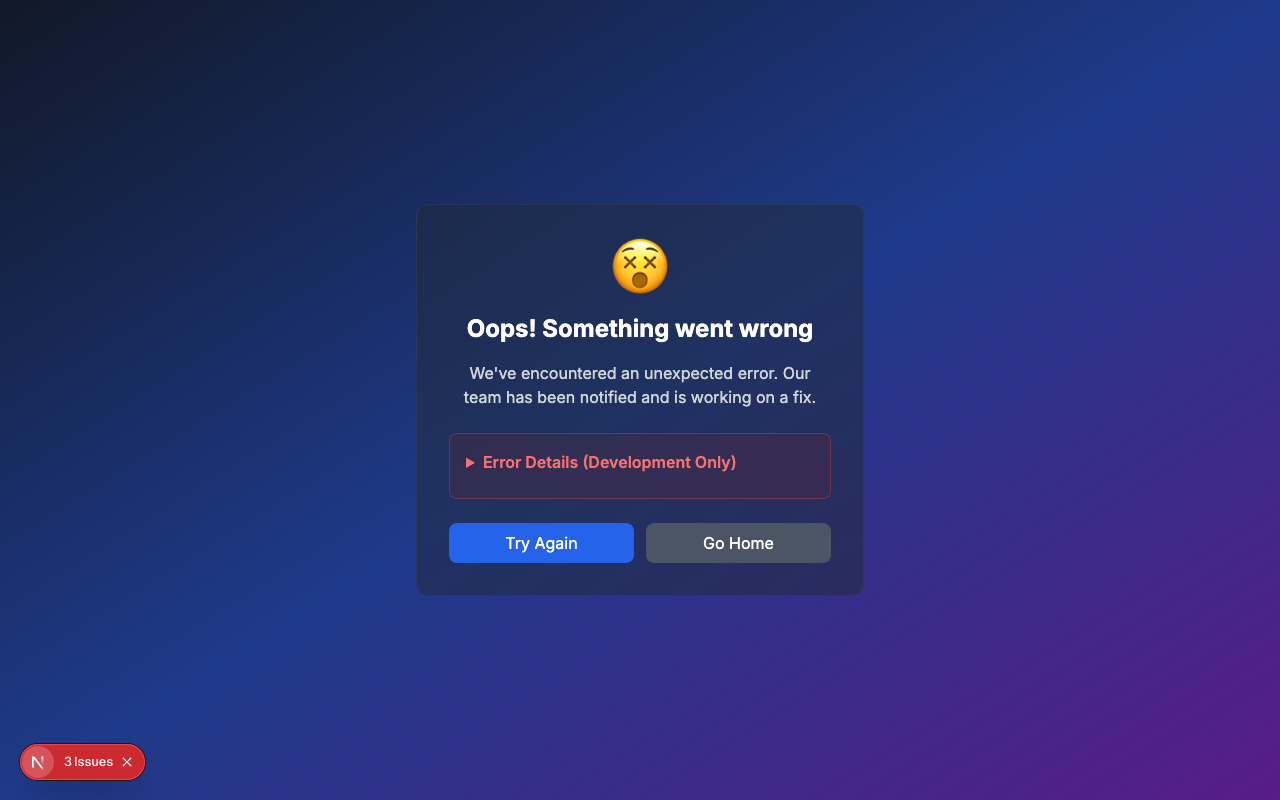 Oops! Something went wrong
We've encountered an unexpected error. Our
team has been notified and is working on a fix.
Error Details (Development Only)
Try Again
Go Home
N
3 Issues